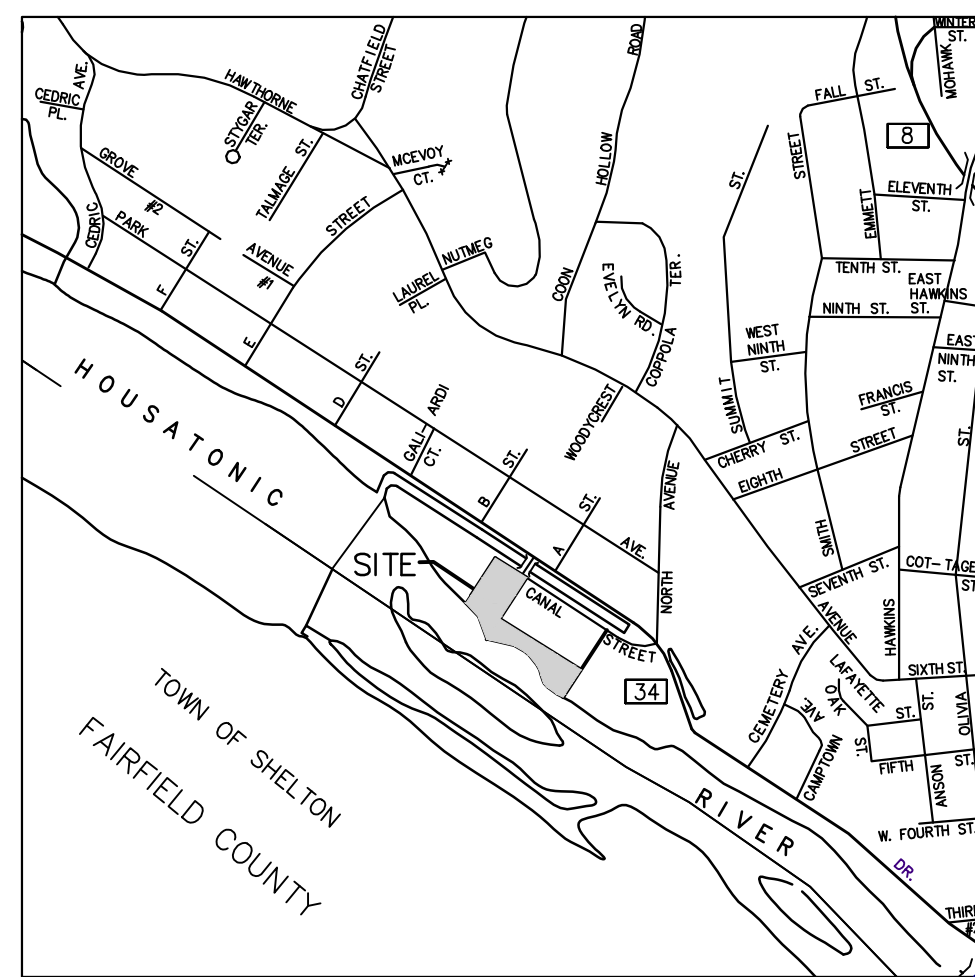 WINTER
ST.
MOHAWK
ROAD
CHATFIELD
STREET
HAWTHORNE
AVE.
CEDRIC
PL.
STYGAR
TER.
FALL ST.
8
STREET
TALMAGE ST.
MCEVOY
CT.
HOLLOW
GROVE
#2
ST.
ELEVENTH
ST.
EMMETT
PARK
CEDRIC
STREET
ST.
AVENUE
#1
NUTMEG
LAUREL
PL.
COON
EVELYN RD.
TER.
COPPOLA
TENTH ST.
EAST
HAWKINS
ST.
NINTH ST.
F
E
WEST
NINTH
ST.
EAST
NINTH
ST.
HOUSATONIC
D
ST.
GALL-
ARDI
CT.
WOODYCREST
SUMMIT
FRANCIS
ST.
CHERRY ST.
EIGHTH
STREET
ST.
B
ST.
AVENUE
A
ST.
AVE.
SMITH
SITE
CANAL
STREET
NORTH
SEVENTH ST.
COT-TAGE
ST.
AVENUE
HAWKINS
34
CEMETERY AVE.
LAFAYETTE
ST.
OAK
AVE.
SIXTH ST.
ST.
OLIVIA
TOWN OF SHELTON
FAIRFIELD COUNTY
CAMPTOWN
ST.
FIFTH
ST.
ANSON
RIVER
W. FOURTH ST.
DR.